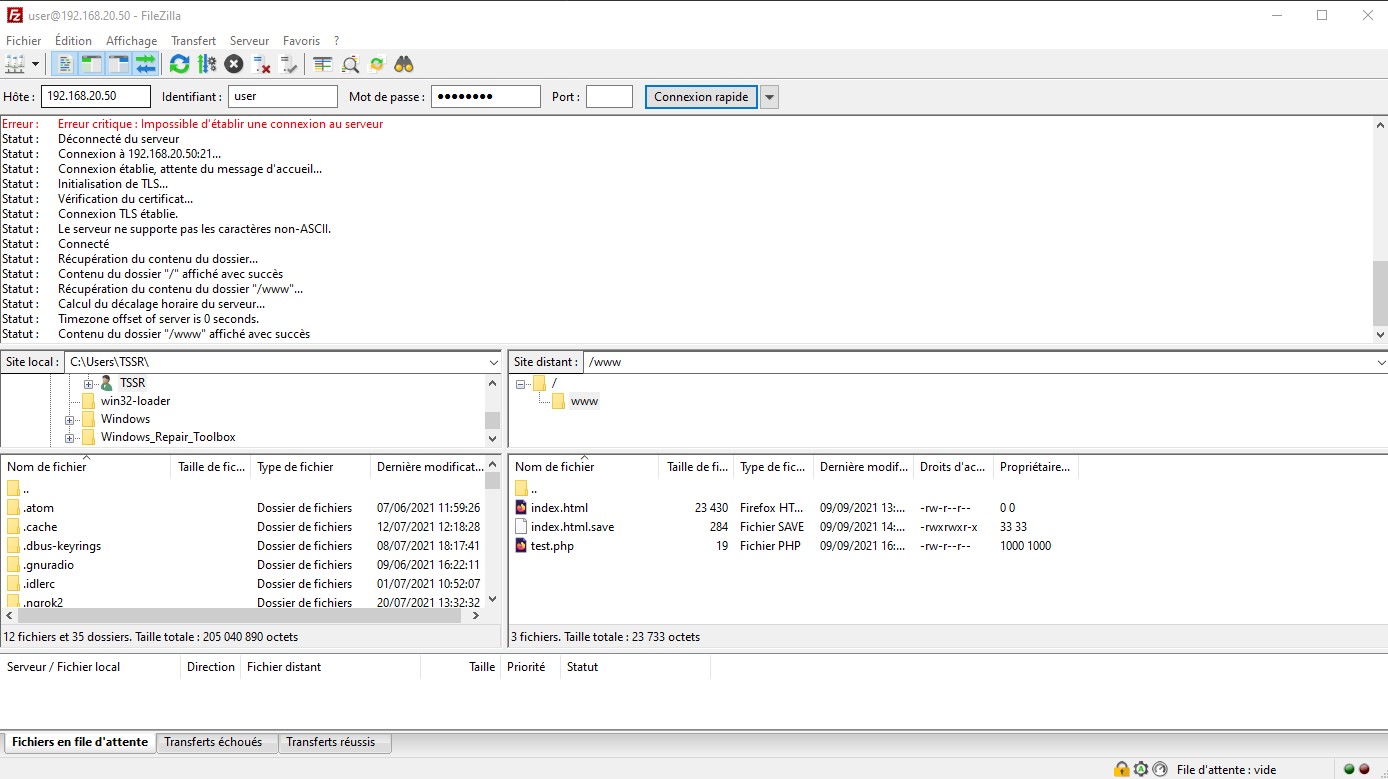 user@192.168.20.50 - FileZilla
Fichier Édition Affichage Transfert Serveur Favoris ?
Hôte : 192.168.20.50 Identifiant : user Mot de passe : ●●●●●●●● Port : Connexion rapide
Erreur : Erreur critique : Impossible d'établir une connexion au serveur
Statut : Déconnecté du serveur
Statut : Connexion à 192.168.20.50:21...
Statut : Connexion établie, attente du message d'accueil...
Statut : Initialisation de TLS...
Statut : Vérification du certificat...
Statut : Connexion TLS établie.
Statut : Le serveur ne supporte pas les caractères non-ASCII.
Statut : Connecté
Statut : Récupération du contenu du dossier...
Statut : Contenu du dossier "/" affiché avec succès
Statut : Récupération du contenu du dossier "/www"...
Statut : Calcul du décalage horaire du serveur...
Statut : Timezone offset of server is 0 seconds.
Statut : Contenu du dossier "/www" affiché avec succès
Site local : C:\Users\TSSR\
TSSR
win32-loader
Windows
Windows_Repair_Toolbox
Nom de fichier Taille de fic... Type de fichier Dernière modificat...
..
.atom Dossier de fichiers 07/06/2021 11:59:26
.cache Dossier de fichiers 12/07/2021 12:18:28
.dbus-keyrings Dossier de fichiers 08/07/2021 18:17:41
.gnuradio Dossier de fichiers 09/06/2021 16:22:11
.idlerc Dossier de fichiers 01/07/2021 10:52:07
.ngrok2 Dossier de fichiers 20/07/2021 13:32:32
12 fichiers et 35 dossiers. Taille totale : 205 040 890 octets
Site distant : /www
/
www
Nom de fichier Taille de fi... Type de fic... Dernière modif... Droits d'ac... Propriétaire...
..
index.html 23 430 Firefox HT... 09/09/2021 13:... -rw-r--r-- 0 0
index.html.save 284 Fichier SAVE 09/09/2021 14:... -rwxrwxr-x 33 33
test.php 19 Fichier PHP 09/09/2021 16:... -rw-r--r-- 1000 1000
3 fichiers. Taille totale : 23 733 octets
Serveur / Fichier local Direction Fichier distant Taille Priorité Statut
Fichiers en file d'attente Transferts échoués Transferts réussis
File d'attente : vide